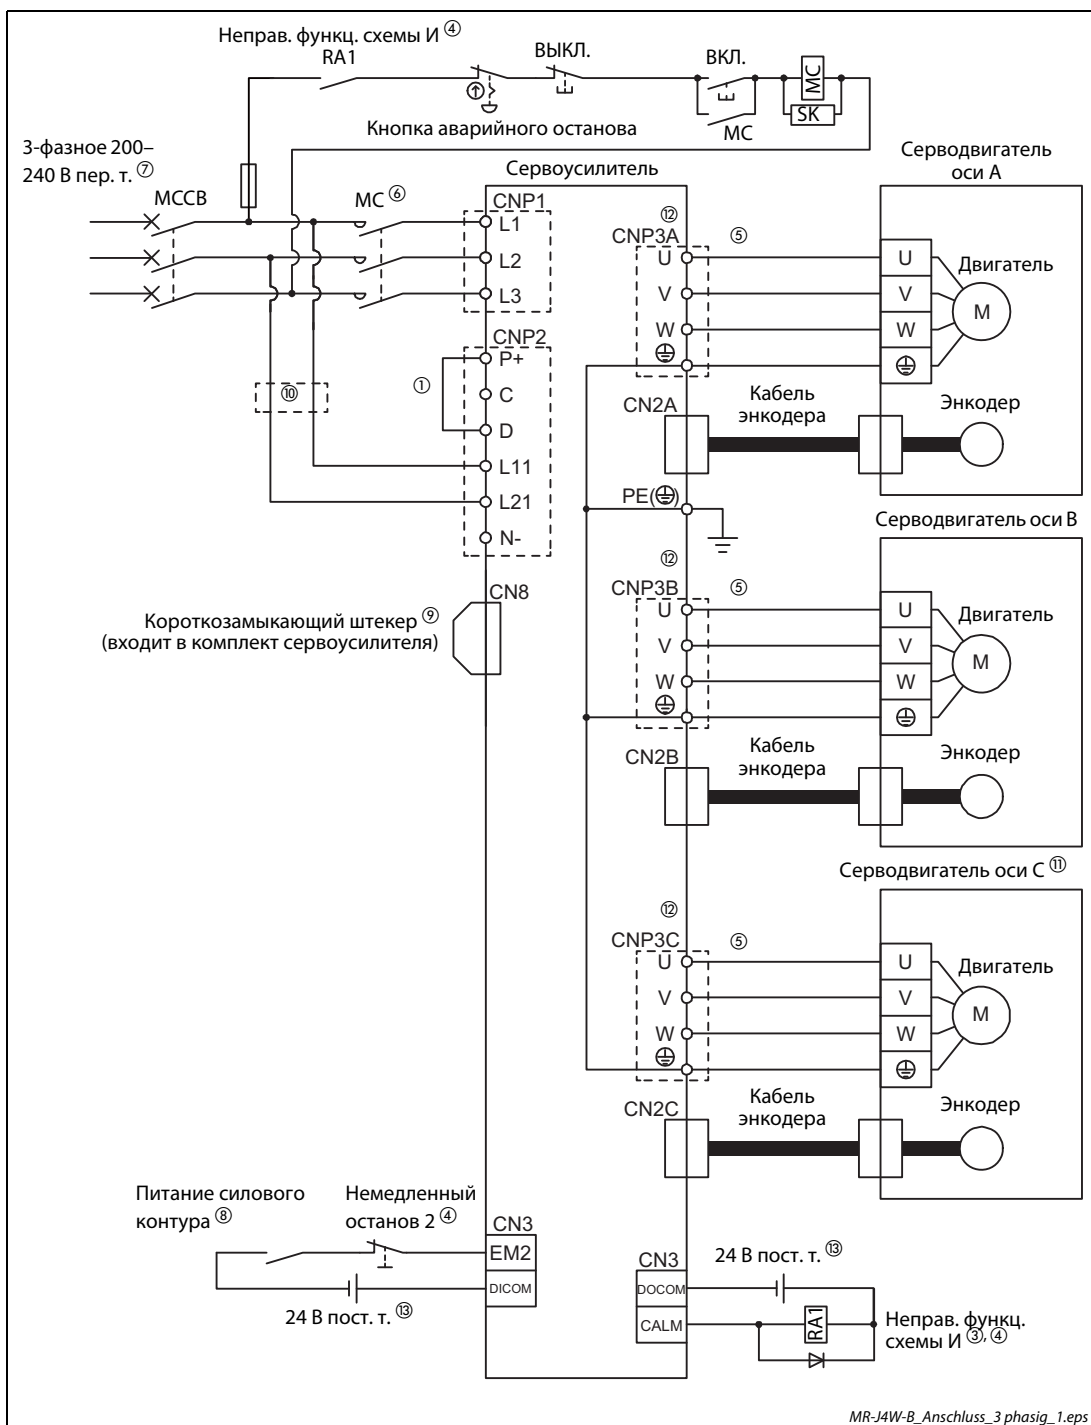 Неправ. функц. схемы И ④
RA1
ВЫКЛ.
ВКЛ.
MC
SK
Кнопка аварийного останова
MC
3-фазное 200–
240 В пер. т. ⑦
MCCB
MC ⑥
Сервоусилитель
Серводвигатель
оси A
CNP1
L1
L2
L3
⑫
CNP3A
⑤
U
V
W
U
V
W
Двигатель
M
CNP2
P+
C
D
L11
L21
N-
①
⑩
CN2A
Кабель
энкодера
Энкодер
PE( )
Серводвигатель оси B
⑫
CNP3B
⑤
U
V
W
U
V
W
Двигатель
M
CN8
Короткозамыкающий штекер ⑨
(входит в комплект сервоусилителя)
CN2B
Кабель
энкодера
Энкодер
Серводвигатель оси C ⑪
⑫
CNP3C
⑤
U
V
W
U
V
W
Двигатель
M
CN2C
Кабель
энкодера
Энкодер
Питание силового
контура ⑧
Немедленный
останов 2 ④
CN3
EM2
DICOM
24 В пост. т. ⑬
CN3
DOCOM
CALM
24 В пост. т. ⑬
RA1
Неправ. функц.
схемы И ③, ④
MR-J4W-B_Anschluss_3 phasig_1.eps